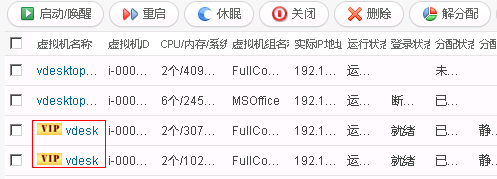 启动/唤醒 重启 休眠 关闭 删除 解分配
虚拟机名称 虚拟机ID CPU/内存/系统 虚拟机组名称 实际IP地址 运行状态 登录状态 分配状态 分配
vdesktop... i-000... 2个/409... FullCo... 192.1... 运... 未...
vdesktop... i-000... 6个/245... MSOffice 192.1... 运... 断... 已...
VIP vdesk i-000... 2个/307... FullCo... 192.1... 运... 就绪 已... 静...
VIP vdesk i-000... 2个/102... FullCo... 192.1... 运... 就绪 已... 静...